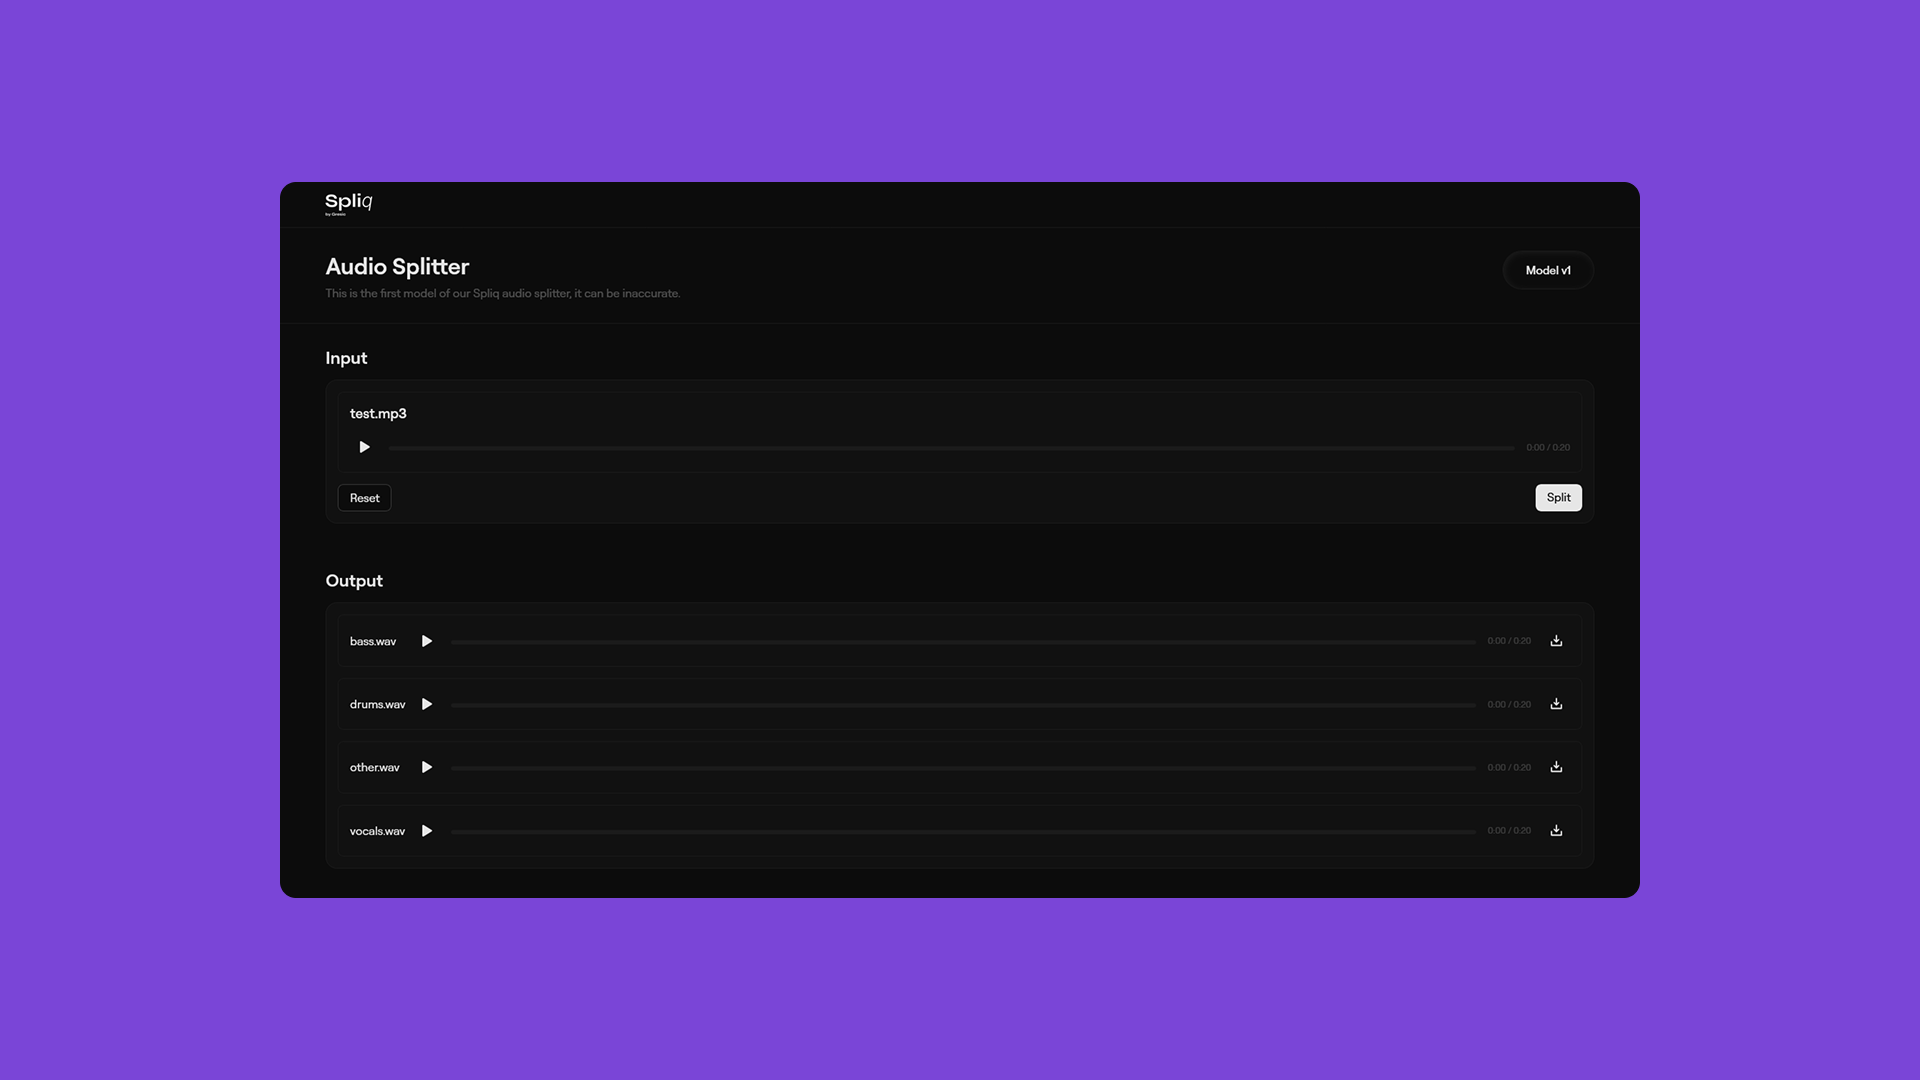 Spliq
by Gresic
Audio Splitter
This is the first model of our Spliq audio splitter, it can be inaccurate.
Model v1
Input
test.mp3
0:00 / 0:20
Reset
Split
Output
bass.wav
0:00 / 0:20
drums.wav
0:00 / 0:20
other.wav
0:00 / 0:20
vocals.wav
0:00 / 0:20